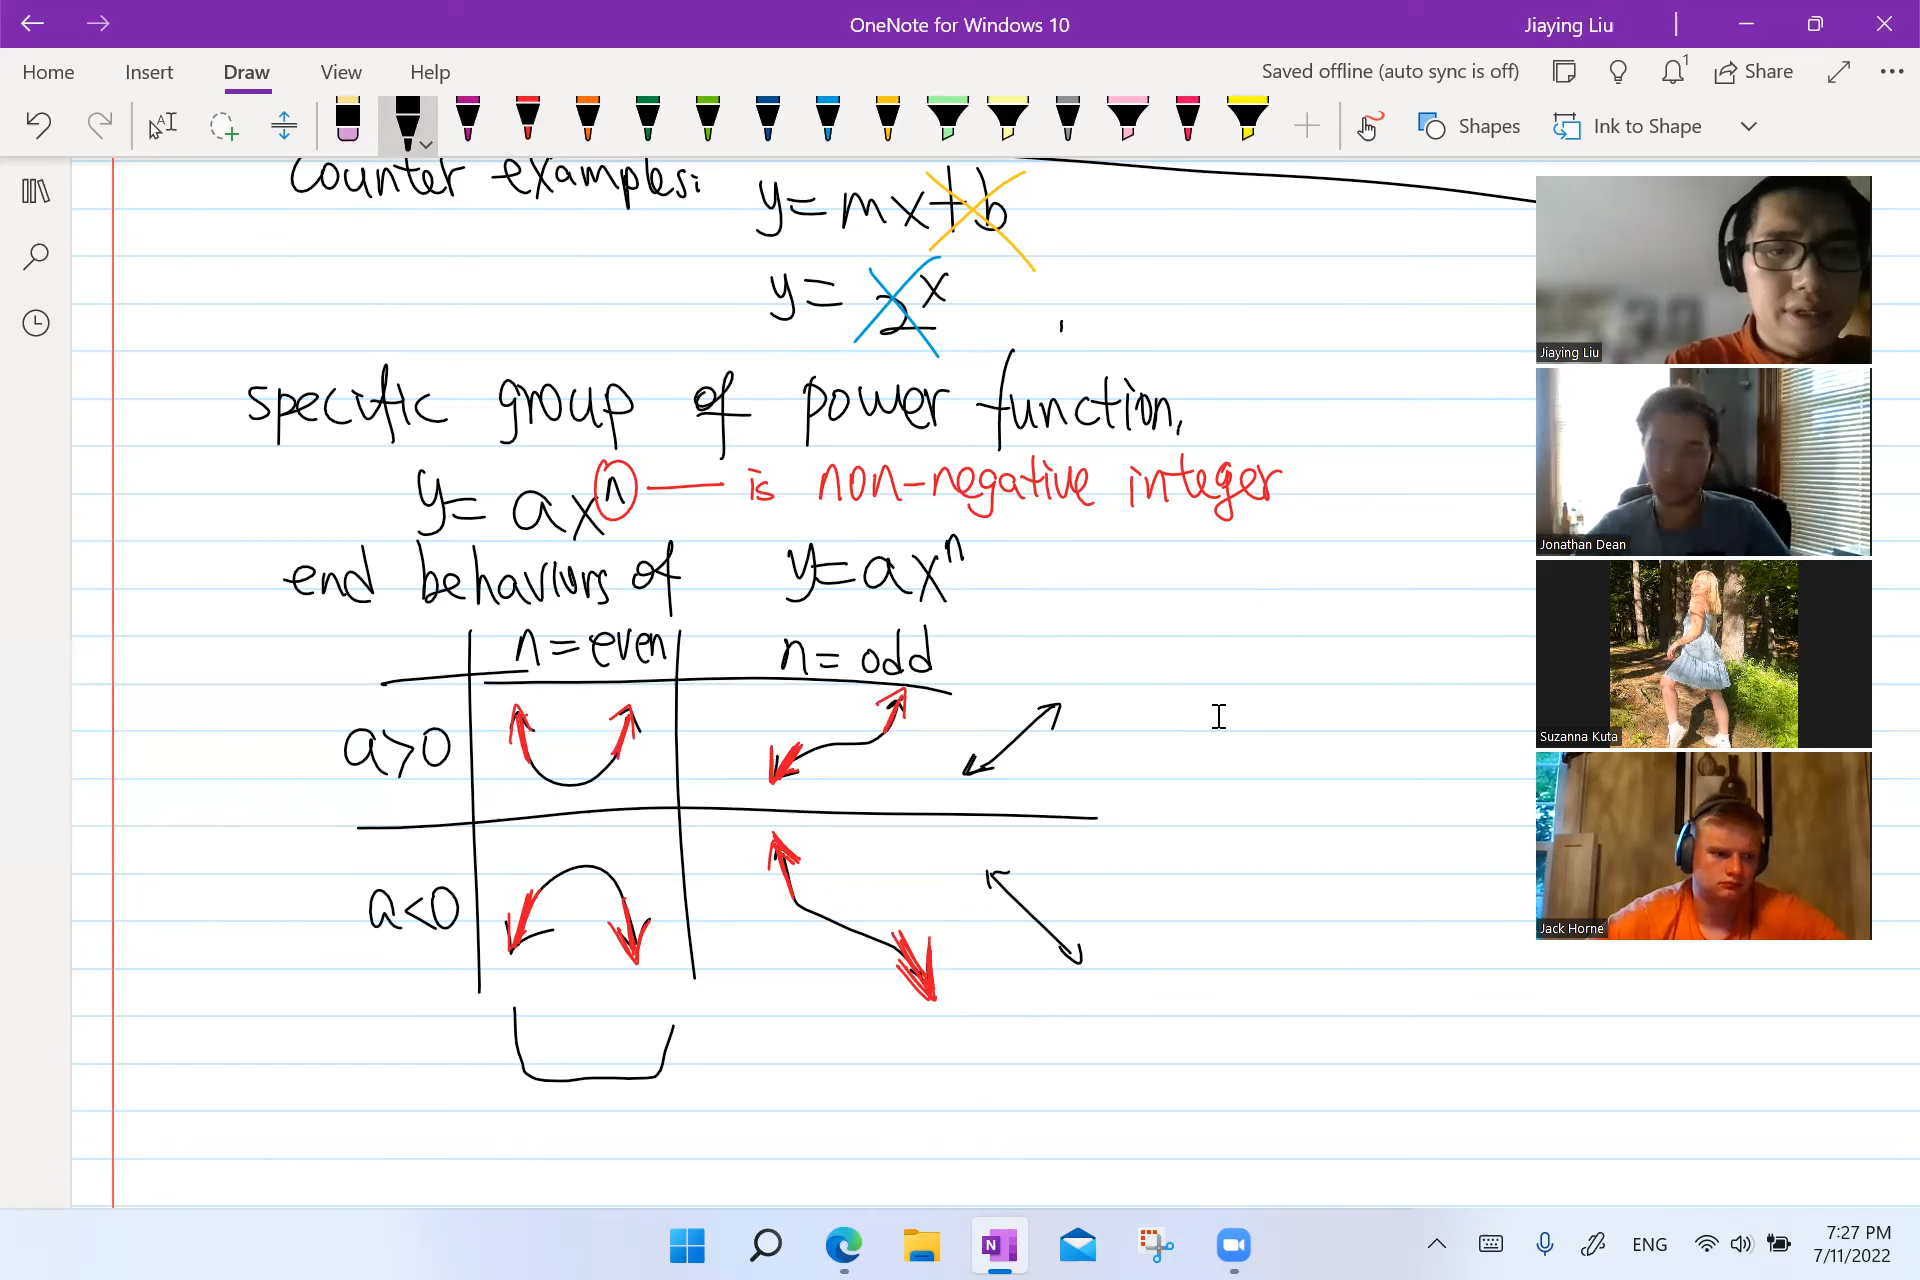 OneNote for Windows 10
Jiaying Liu
Home Insert Draw View Help
Saved offline (auto sync is off)
1
Share
Shapes
Ink to Shape
counter examples:
y=mx+b
y=2^x
specific group of power function.
y=ax^n — is non-negative integer
end behaviors of y=ax^n
n=even n=odd
a>0
a<0
Jiaying Liu
Jonathan Dean
Suzanna Kuta
Jack Horne
ENG
7:27 PM
7/11/2022